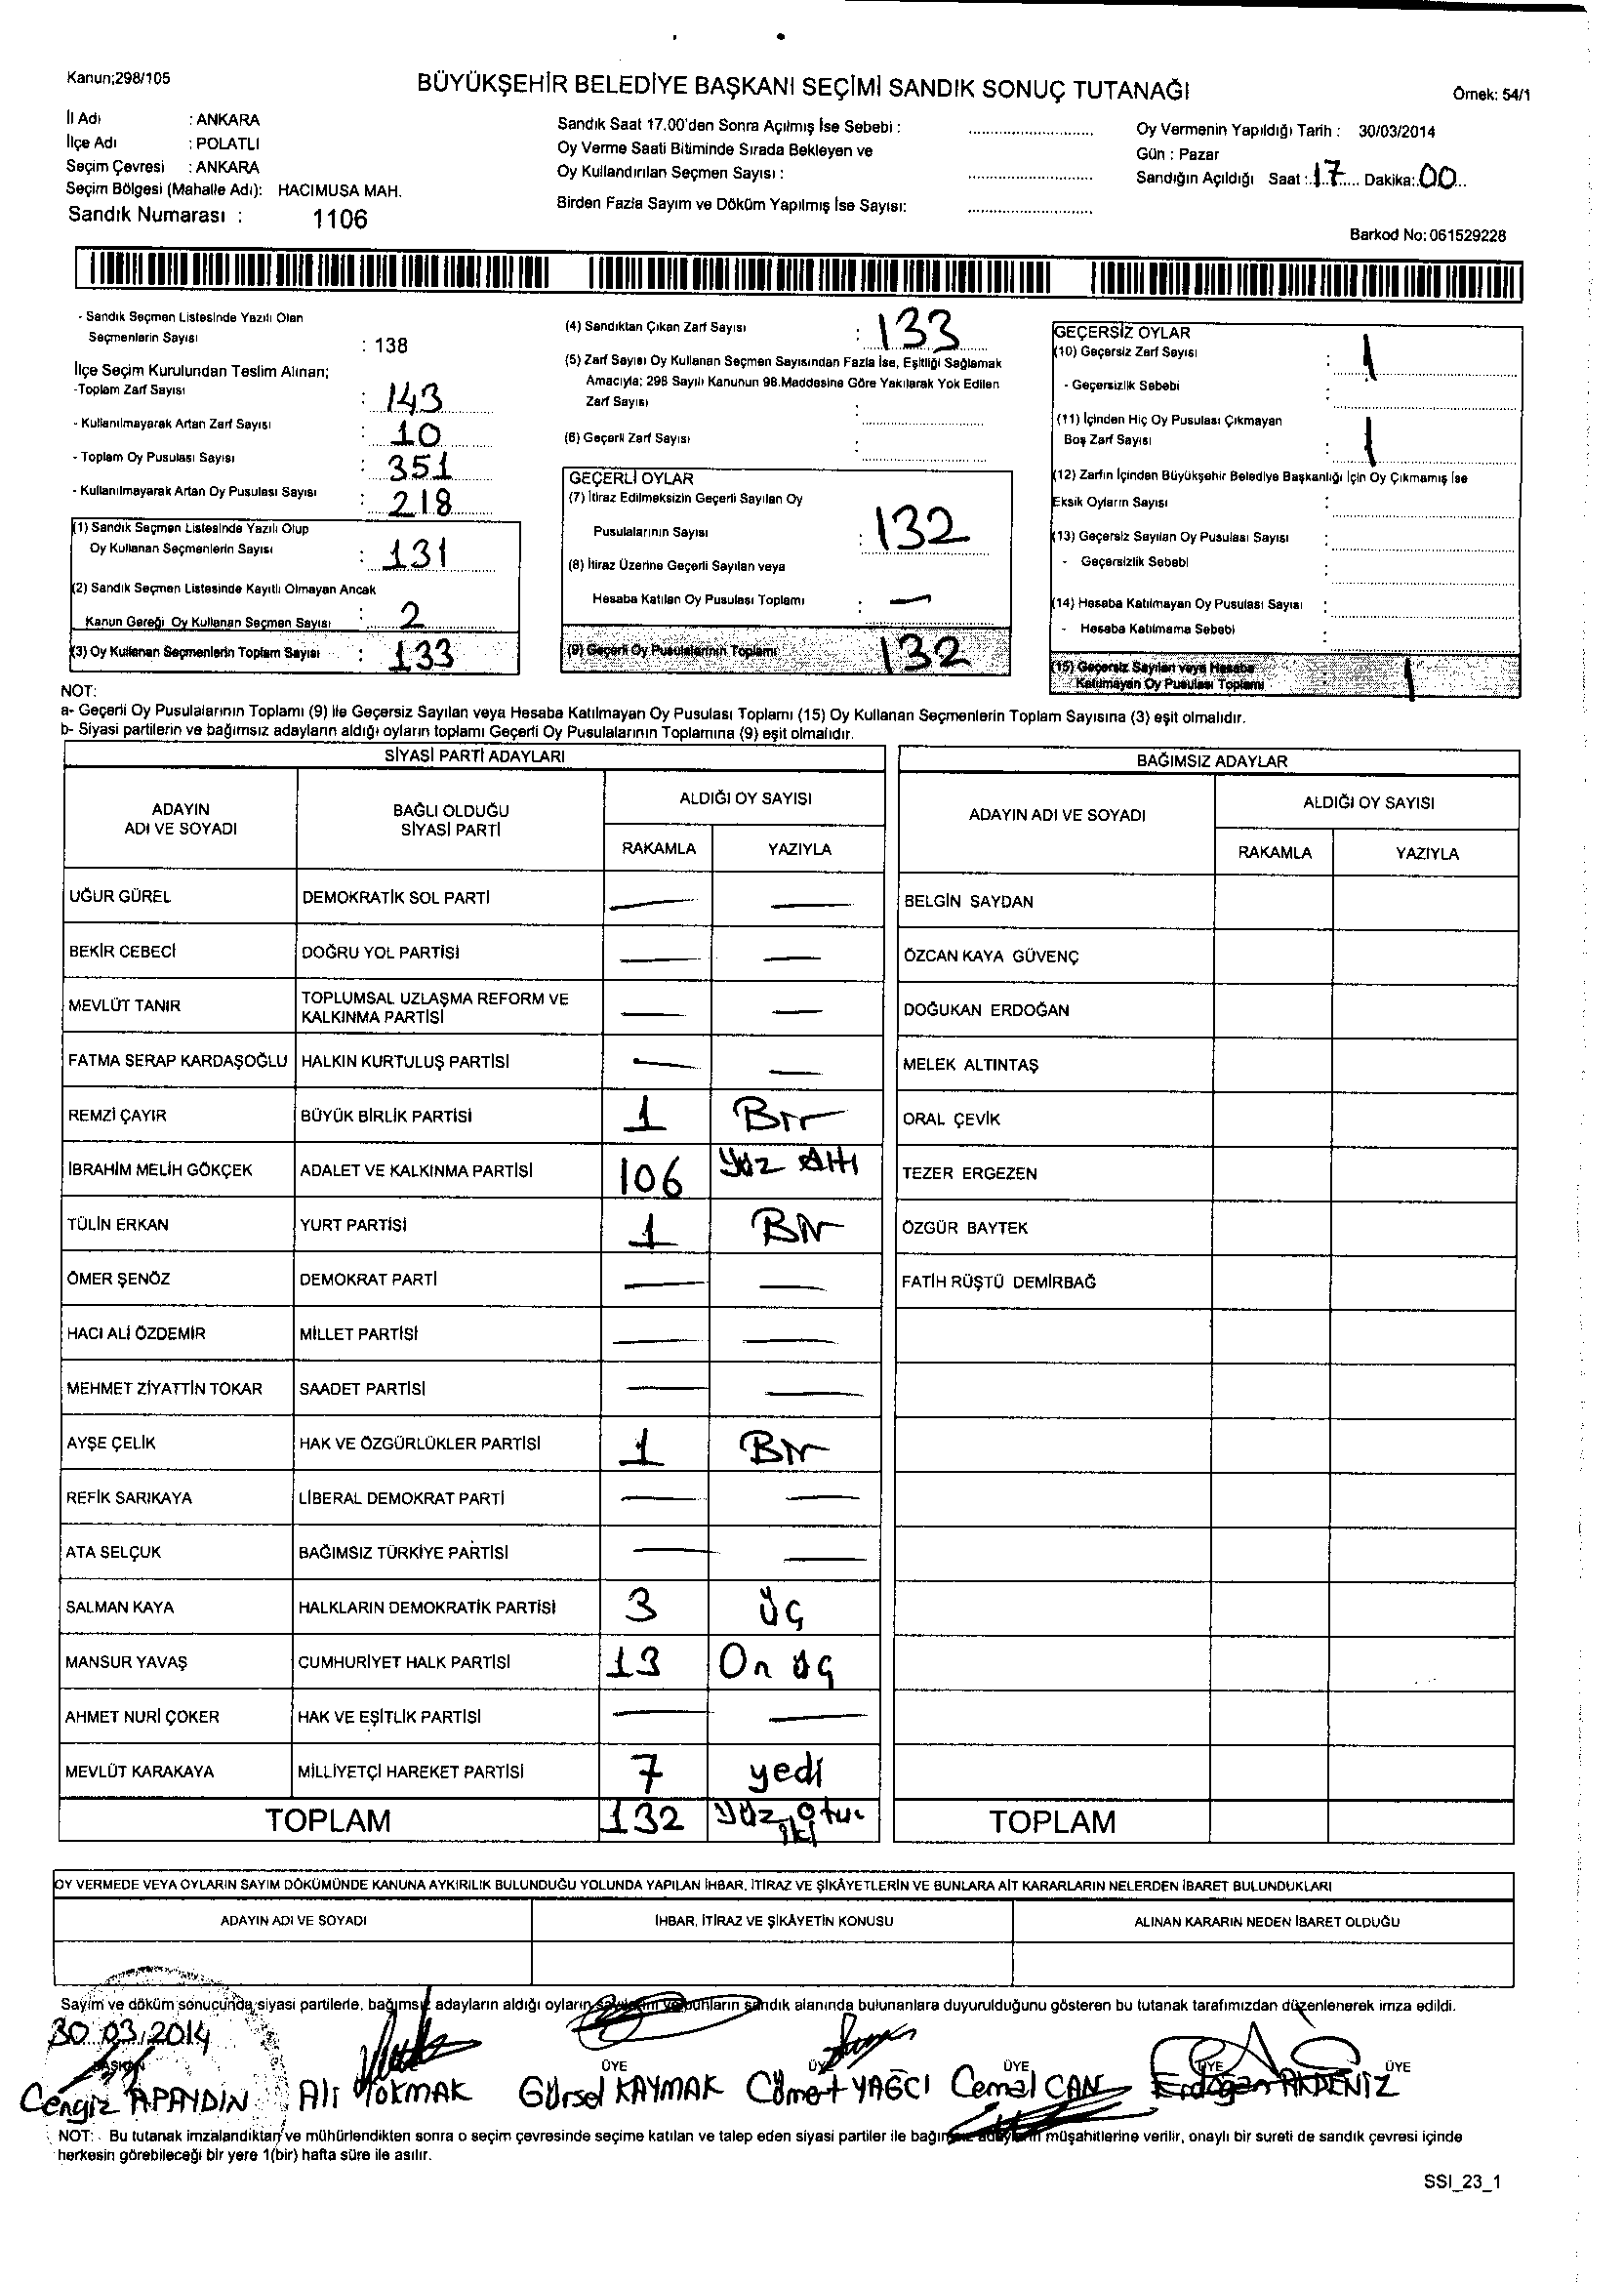 Kanun;298/105
BÜYÜKŞEHİR BELEDİYE BAŞKANI SEÇİMİ SANDIK SONUÇ TUTANAĞI
Örnek: 54/1
İl Adı : ANKARA
İlçe Adı : POLATLI
Seçim Çevresi : ANKARA
Seçim Bölgesi (Mahalle Adı): HACIMUSA MAH.
Sandık Numarası : 1106
Sandık Saat 17.00'den Sonra Açılmış İse Sebebi :
Oy Verme Saati Bitiminde Sırada Bekleyen ve
Oy Kullandırılan Seçmen Sayısı :
Birden Fazla Sayım ve Döküm Yapılmış İse Sayısı:
Oy Vermenin Yapıldığı Tarih : 30/03/2014
Gün : Pazar
Sandığın Açıldığı Saat : 17 Dakika: 00
Barkod No: 061529228
- Sandık Seçmen Listesinde Yazılı Olan
Seçmenlerin Sayısı : 138
İlçe Seçim Kurulundan Teslim Alınan;
-Toplam Zarf Sayısı : 143
- Kullanılmayarak Artan Zarf Sayısı : 10
- Toplam Oy Pusulası Sayısı : 351
- Kullanılmayarak Artan Oy Pusulası Sayısı : 218
(1) Sandık Seçmen Listesinde Yazılı Olup
Oy Kullanan Seçmenlerin Sayısı : 131
(2) Sandık Seçmen Listesinde Kayıtlı Olmayan Ancak
Kanun Gereği Oy Kullanan Seçmen Sayısı : 2
(3) Oy Kullanan Seçmenlerin Toplam Sayısı : 133
(4) Sandıktan Çıkan Zarf Sayısı : 133
(5) Zarf Sayısı Oy Kullanan Seçmen Sayısından Fazla İse, Eşitliği Sağlamak
Amacıyla; 298 Sayılı Kanunun 98.Maddesine Göre Yakılarak Yok Edilen
Zarf Sayısı :
(6) Geçerli Zarf Sayısı :
GEÇERLİ OYLAR
(7) İtiraz Edilmeksizin Geçerli Sayılan Oy
Pusulalarının Sayısı : 132
(8) İtiraz Üzerine Geçerli Sayılan veya
Hesaba Katılan Oy Pusulası Toplamı : —
(9) Geçerli Oy Pusulalarının Toplamı 132
GEÇERSİZ OYLAR
(10) Geçersiz Zarf Sayısı : 1
- Geçersizlik Sebebi :
(11) İçinden Hiç Oy Pusulası Çıkmayan
Boş Zarf Sayısı : 1
(12) Zarfın İçinden Büyükşehir Belediye Başkanlığı İçin Oy Çıkmamış İse
Eksik Oyların Sayısı :
(13) Geçersiz Sayılan Oy Pusulası Sayısı :
- Geçersizlik Sebebi :
(14) Hesaba Katılmayan Oy Pusulası Sayısı :
- Hesaba Katılmama Sebebi :
(15) Geçersiz Sayılan veya Hesaba
Katılmayan Oy Pusulası Toplamı : 1
NOT:
a- Geçerli Oy Pusulalarının Toplamı (9) ile Geçersiz Sayılan veya Hesaba Katılmayan Oy Pusulası Toplamı (15) Oy Kullanan Seçmenlerin Toplam Sayısına (3) eşit olmalıdır.
b- Siyasi partilerin ve bağımsız adayların aldığı oyların toplamı Geçerli Oy Pusulalarının Toplamına (9) eşit olmalıdır.
SİYASİ PARTİ ADAYLARI
ADAYIN ADI VE SOYADI
BAĞLI OLDUĞU SİYASİ PARTİ
ALDIĞI OY SAYISI
RAKAMLA YAZIYLA
UĞUR GÜREL DEMOKRATİK SOL PARTİ — —
BEKİR CEBECİ DOĞRU YOL PARTİSİ — —
MEVLÜT TANIR TOPLUMSAL UZLAŞMA REFORM VE KALKINMA PARTİSİ — —
FATMA SERAP KARDAŞOĞLU HALKIN KURTULUŞ PARTİSİ — —
REMZİ ÇAYIR BÜYÜK BİRLİK PARTİSİ 1 Bir
İBRAHİM MELİH GÖKÇEK ADALET VE KALKINMA PARTİSİ 106 Yüz Altı
TÜLİN ERKAN YURT PARTİSİ 1 Bir
ÖMER ŞENÖZ DEMOKRAT PARTİ — —
HACI ALİ ÖZDEMİR MİLLET PARTİSİ — —
MEHMET ZİYATTİN TOKAR SAADET PARTİSİ — —
AYŞE ÇELİK HAK VE ÖZGÜRLÜKLER PARTİSİ 1 Bir
REFİK SARIKAYA LİBERAL DEMOKRAT PARTİ — —
ATA SELÇUK BAĞIMSIZ TÜRKİYE PARTİSİ — —
SALMAN KAYA HALKLARIN DEMOKRATİK PARTİSİ 3 üç
MANSUR YAVAŞ CUMHURİYET HALK PARTİSİ 13 On üç
AHMET NURİ ÇOKER HAK VE EŞİTLİK PARTİSİ — —
MEVLÜT KARAKAYA MİLLİYETÇİ HAREKET PARTİSİ 7 yedi
TOPLAM 132 Yüz otuz iki
BAĞIMSIZ ADAYLAR
ADAYIN ADI VE SOYADI
ALDIĞI OY SAYISI
RAKAMLA YAZIYLA
BELGİN SAYDAN
ÖZCAN KAYA GÜVENÇ
DOĞUKAN ERDOĞAN
MELEK ALTINTAŞ
ORAL ÇEVİK
TEZER ERGEZEN
ÖZGÜR BAYTEK
FATİH RÜŞTÜ DEMİRBAĞ
TOPLAM
OY VERMEDE VEYA OYLARIN SAYIM DÖKÜMÜNDE KANUNA AYKIRILIK BULUNDUĞU YOLUNDA YAPILAN İHBAR, İTİRAZ VE ŞİKÂYETLERİN VE BUNLARA AİT KARARLARIN NELERDEN İBARET BULUNDUKLARI
ADAYIN ADI VE SOYADI
İHBAR, İTİRAZ VE ŞİKÂYETİN KONUSU
ALINAN KARARIN NEDEN İBARET OLDUĞU
Sayım ve döküm sonucunda siyasi partilerle, bağımsız adayların aldığı oyların sayısını ve bunların sandık alanında bulunanlara duyurulduğunu gösteren bu tutanak tarafımızdan düzenlenerek imza edildi.
30.03.2014
BAŞKAN ÜYE ÜYE ÜYE ÜYE ÜYE
Cengiz APAYDIN Ali TOKMAK Gürsel KAYMAK Cömert YAĞCI Cemal CAN Erdoğan AKDENİZ
NOT: . Bu tutanak imzalandıktan ve mühürlendikten sonra o seçim çevresinde seçime katılan ve talep eden siyasi partiler ile bağımsız adayların müşahitlerine verilir, onaylı bir sureti de sandık çevresi içinde
herkesin görebileceği bir yere 1(bir) hafta süre ile asılır.
SSI_23_1